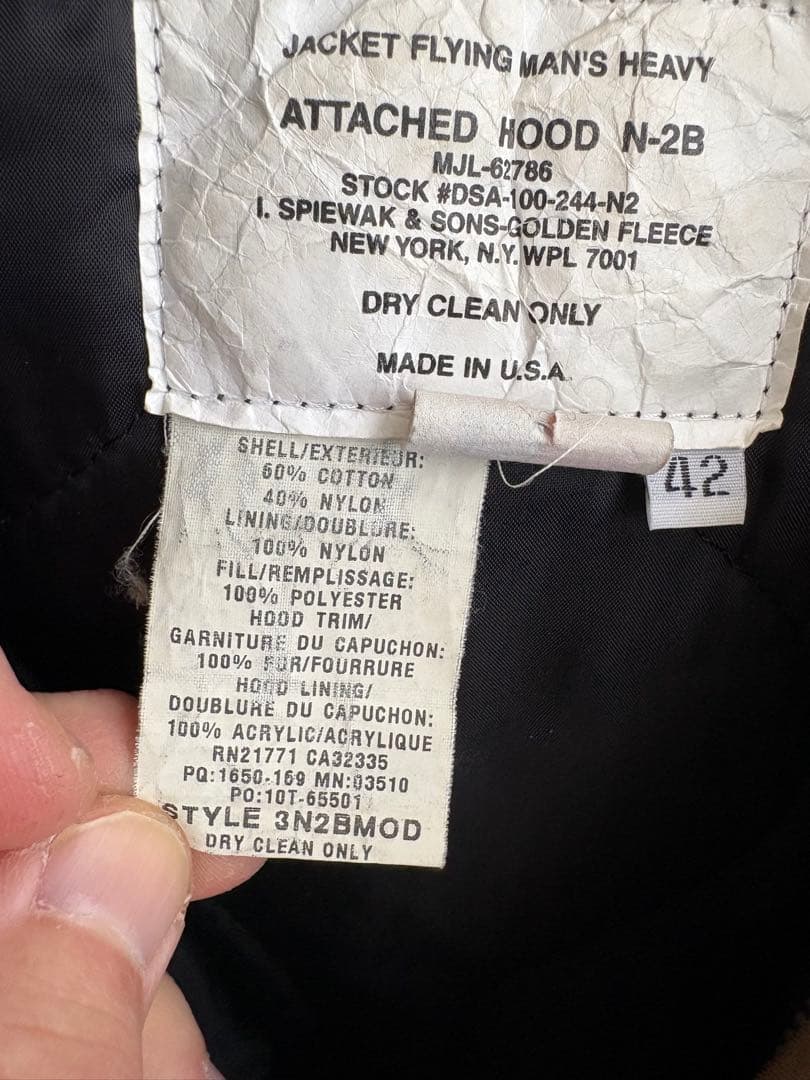 JACKET FLYING MAN'S HEAVY
ATTACHED HOOD N-2B
MJL-62786
STOCK #DSA-100-244-N2
I. SPIEWAK & SONS-GOLDEN FLEECE
NEW YORK, N.Y. WPL 7001
DRY CLEAN ONLY
MADE IN U.S.A.
42
SHELL/EXTERIEUR:
60% COTTON
40% NYLON
LINING/DOUBLURE:
100% NYLON
FILL/REMPLISSAGE:
100% POLYESTER
HOOD TRIM/
GARNITURE DU CAPUCHON:
100% FUR/FOURRURE
HOOD LINING/
DOUBLURE DU CAPUCHON:
100% ACRYLIC/ACRYLIQUE
RN21771 CA32335
PQ:1650-169 MN:03510
PO:10T-65501
STYLE 3N2BMOD
DRY CLEAN ONLY